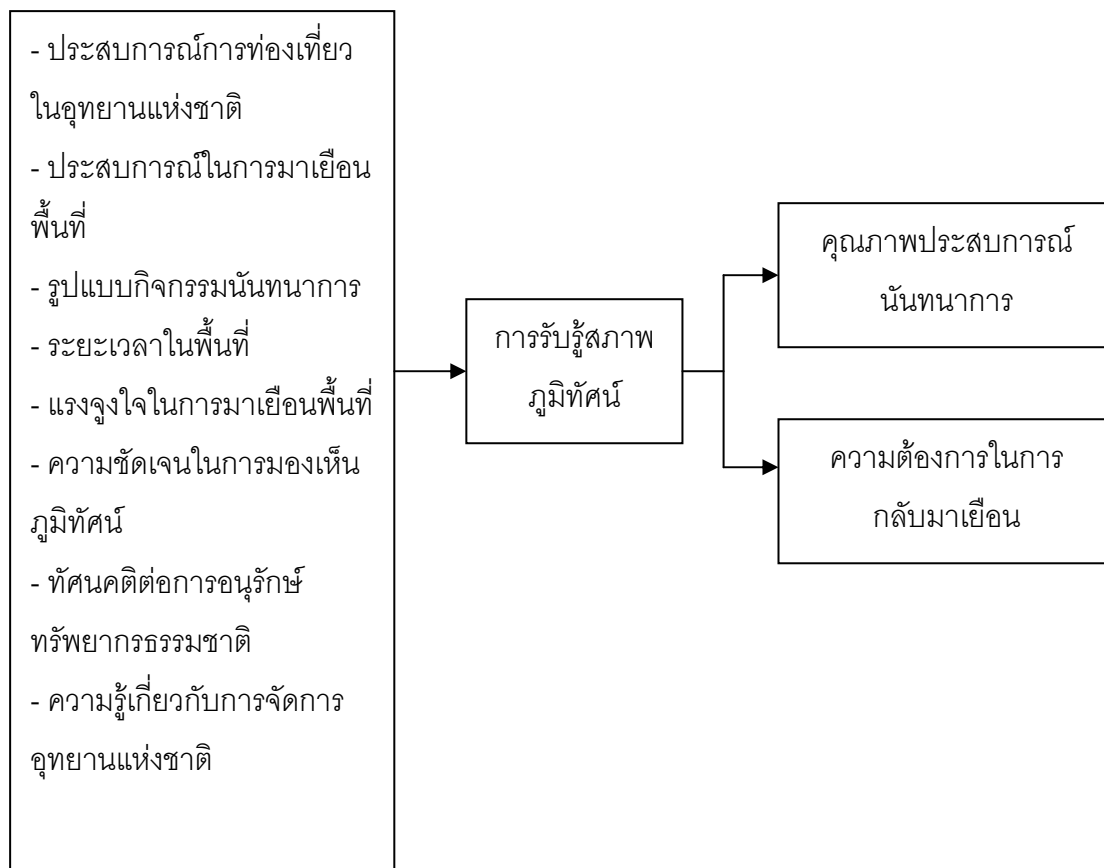 - ประสบการณ์การท่องเที่ยว
ในอุทยานแห่งชาติ
- ประสบการณ์ในการมาเยือน
พื้นที่
- รูปแบบกิจกรรมนันทนาการ
- ระยะเวลาในพื้นที่
- แรงจูงใจในการมาเยือนพื้นที่
- ความชัดเจนในการมองเห็น
ภูมิทัศน์
- ทัศนคติต่อการอนุรักษ์
ทรัพยากรธรรมชาติ
- ความรู้เกี่ยวกับการจัดการ
อุทยานแห่งชาติ
การรับรู้สภาพ
ภูมิทัศน์
คุณภาพประสบการณ์
นันทนาการ
ความต้องการในการ
กลับมาเยือน